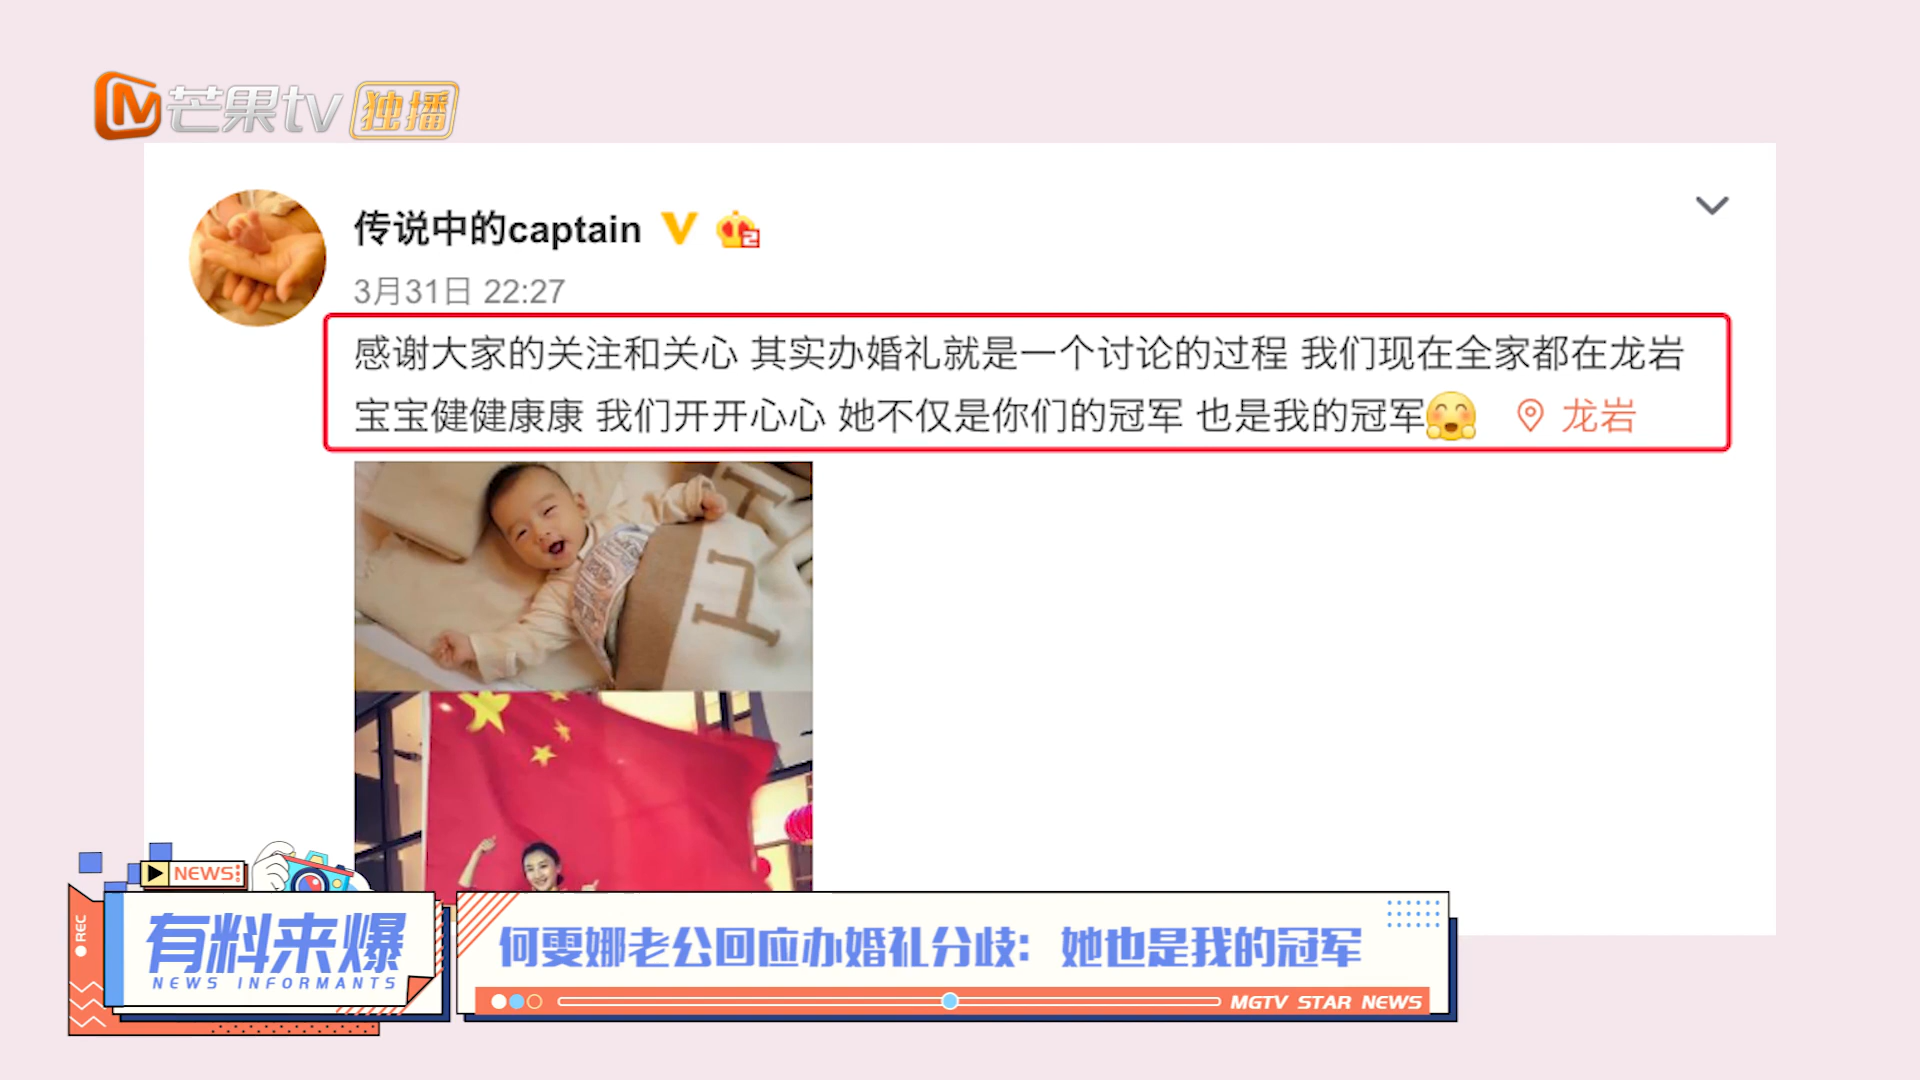 芒果tv 独播
传说中的captain
3月31日 22:27
感谢大家的关注和关心 其实办婚礼就是一个讨论的过程 我们现在全家都在龙岩
宝宝健健康康 我们开开心心 她不仅是你们的冠军 也是我的冠军 龙岩
NEWS
REC
有料来爆
NEWS INFORMANTS
何雯娜老公回应办婚礼分歧：她也是我的冠军
MGTV STAR NEWS